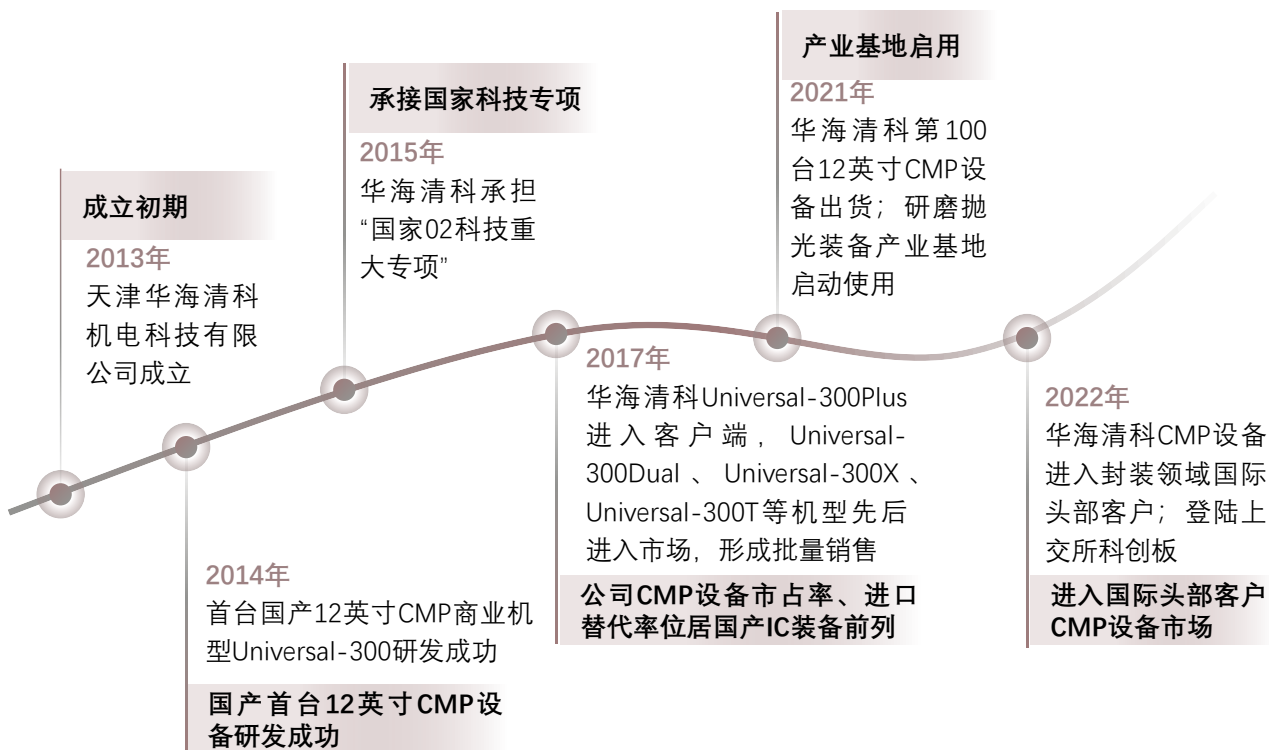 成立初期
2013年
天津华海清科
机电科技有限
公司成立
2014年
首台国产12英寸CMP商业机
型Universal-300研发成功
国产首台12英寸CMP设
备研发成功
承接国家科技专项
2015年
华海清科承担
“国家02科技重
大专项”
2017年
华海清科Universal-300Plus
进入客户端，Universal-
300Dual、Universal-300X、
Universal-300T等机型先后
进入市场，形成批量销售
公司CMP设备市占率、进口
替代率位居国产IC装备前列
产业基地启用
2021年
华海清科第100
台12英寸CMP设
备出货；研磨抛
光装备产业基地
启动使用
2022年
华海清科CMP设备
进入封装领域国际
头部客户；登陆上
交所科创板
进入国际头部客户
CMP设备市场